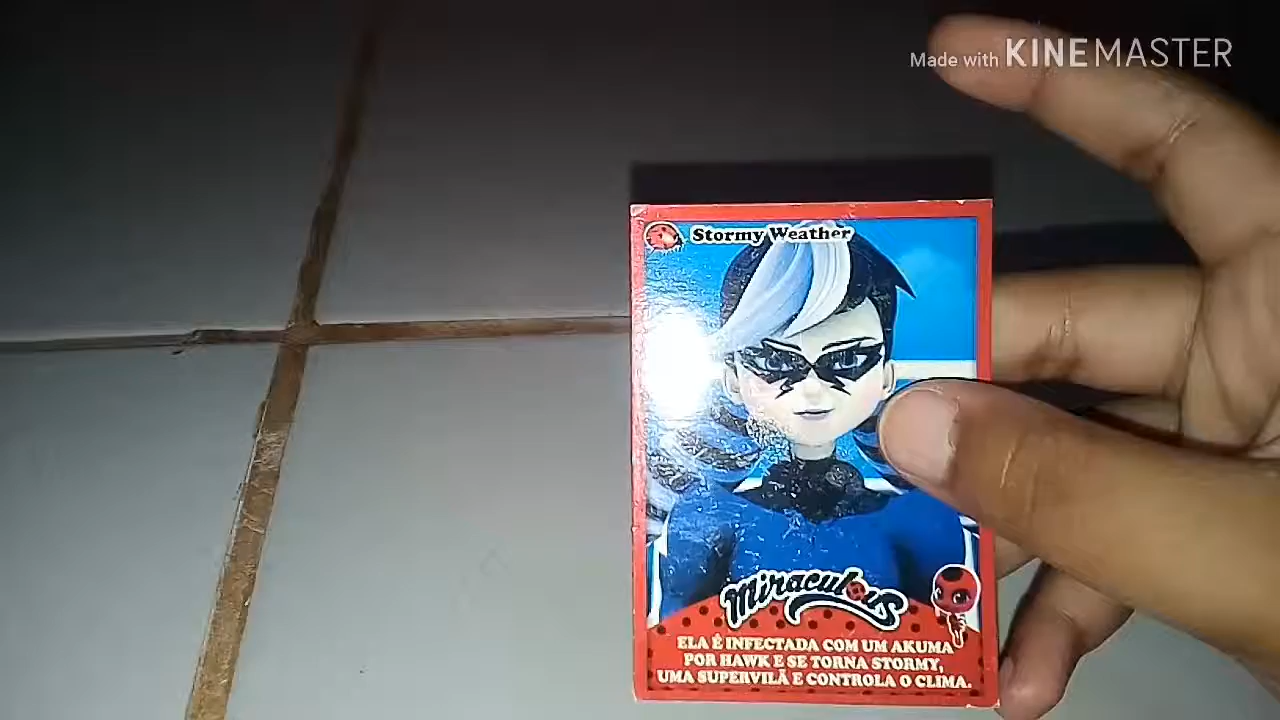 Made with KINEMASTER
Stormy Weather
Miraculous
ELA É INFECTADA COM UM AKUMA
POR HAWK E SE TORNA STORMY,
UMA SUPERVILÃ E CONTROLA O CLIMA.